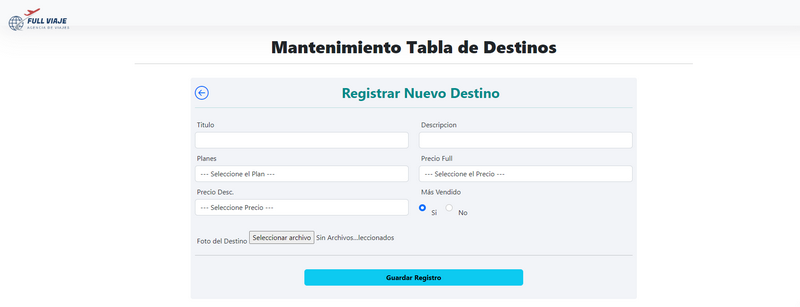 FULL VIAJE
AGENCIA DE VIAJES
Mantenimiento Tabla de Destinos
Registrar Nuevo Destino
Titulo
Descripcion
Planes
Precio Full
--- Seleccione el Plan ---
--- Seleccione el Precio ---
Precio Desc.
Más Vendido
--- Seleccione Precio ---
Si
No
Foto del Destino
Seleccionar archivo
Sin Archivos...leccionados
Guardar Registro